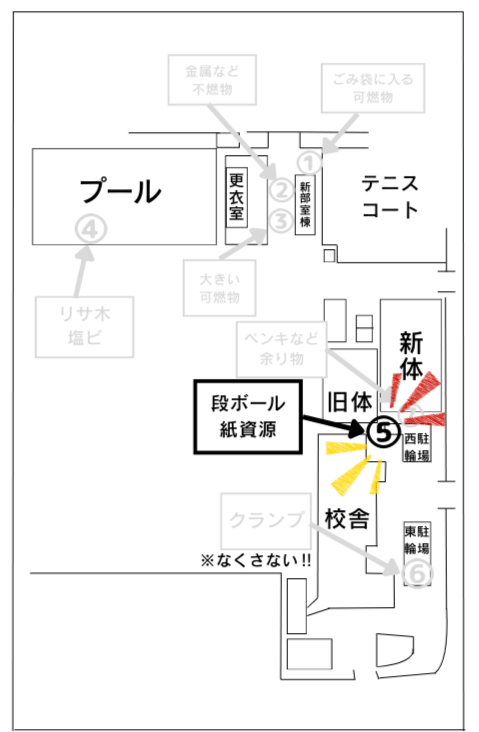 金属など
不燃物
ごみ袋に入る
可燃物
①
プール
更衣室
②
新部室棟
テニス
コート
③
④
大きい
可燃物
リサ木
塩ビ
ペンキなど
余り物
新体
段ボール
紙資源
旧体
⑤
西駐
輪場
クランプ
校舎
東駐
輪場
※なくさない!!
⑥